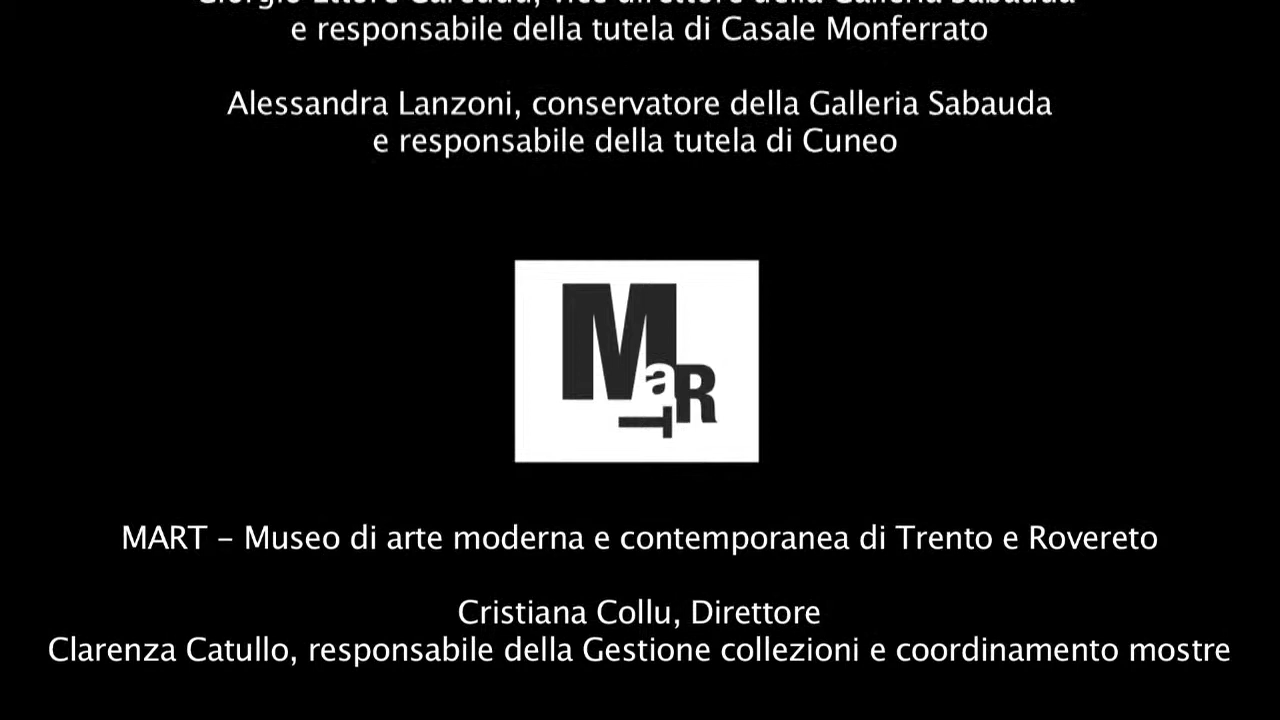 e responsabile della tutela di Casale Monferrato
Alessandra Lanzoni, conservatore della Galleria Sabauda
e responsabile della tutela di Cuneo
MaRT
MART – Museo di arte moderna e contemporanea di Trento e Rovereto
Cristiana Collu, Direttore
Clarenza Catullo, responsabile della Gestione collezioni e coordinamento mostre